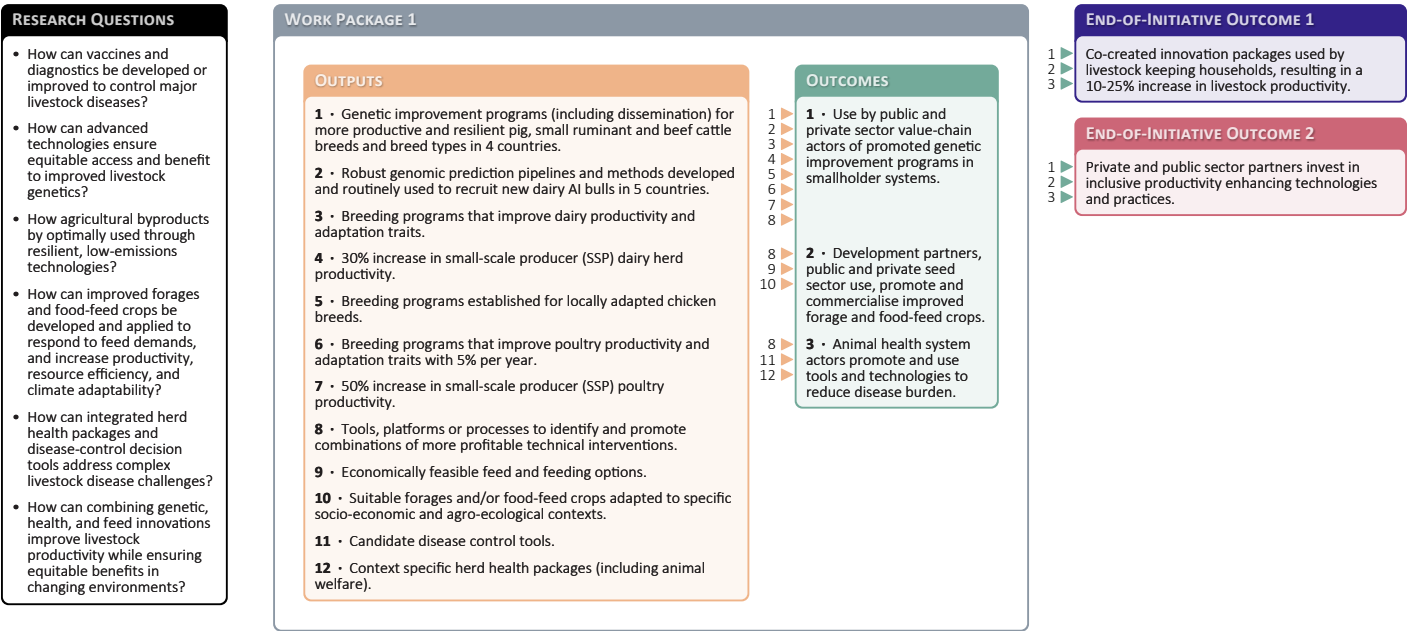 RESEARCH QUESTIONS
• How can vaccines and
diagnostics be developed or
improved to control major
livestock diseases?
• How can advanced
technologies ensure
equitable access and benefit
to improved livestock
genetics?
• How agricultural byproducts
by optimally used through
resilient, low-emissions
technologies?
• How can improved forages
and food-feed crops be
developed and applied to
respond to feed demands,
and increase productivity,
resource efficiency, and
climate adaptability?
• How can integrated herd
health packages and
disease-control decision
tools address complex
livestock disease challenges?
• How can combining genetic,
health, and feed innovations
improve livestock
productivity while ensuring
equitable benefits in
changing environments?
WORK PACKAGE 1
OUTPUTS
1 · Genetic improvement programs (including dissemination) for
more productive and resilient pig, small ruminant and beef cattle
breeds and breed types in 4 countries.
2 · Robust genomic prediction pipelines and methods developed
and routinely used to recruit new dairy AI bulls in 5 countries.
3 · Breeding programs that improve dairy productivity and
adaptation traits.
4 · 30% increase in small-scale producer (SSP) dairy herd
productivity.
5 · Breeding programs established for locally adapted chicken
breeds.
6 · Breeding programs that improve poultry productivity and
adaptation traits with 5% per year.
7 · 50% increase in small-scale producer (SSP) poultry
productivity.
8 · Tools, platforms or processes to identify and promote
combinations of more profitable technical interventions.
9 · Economically feasible feed and feeding options.
10 · Suitable forages and/or food-feed crops adapted to specific
socio-economic and agro-ecological contexts.
11 · Candidate disease control tools.
12 · Context specific herd health packages (including animal
welfare).
OUTCOMES
1
2
3
4
5
6
7
8
1 · Use by public and
private sector value-chain
actors of promoted genetic
improvement programs in
smallholder systems.
8
9
10
2 · Development partners,
public and private seed
sector use, promote and
commercialise improved
forage and food-feed crops.
8
11
12
3 · Animal health system
actors promote and use
tools and technologies to
reduce disease burden.
END-OF-INITIATIVE OUTCOME 1
1
2
3
Co-created innovation packages used by
livestock keeping households, resulting in a
10-25% increase in livestock productivity.
END-OF-INITIATIVE OUTCOME 2
1
2
3
Private and public sector partners invest in
inclusive productivity enhancing technologies
and practices.